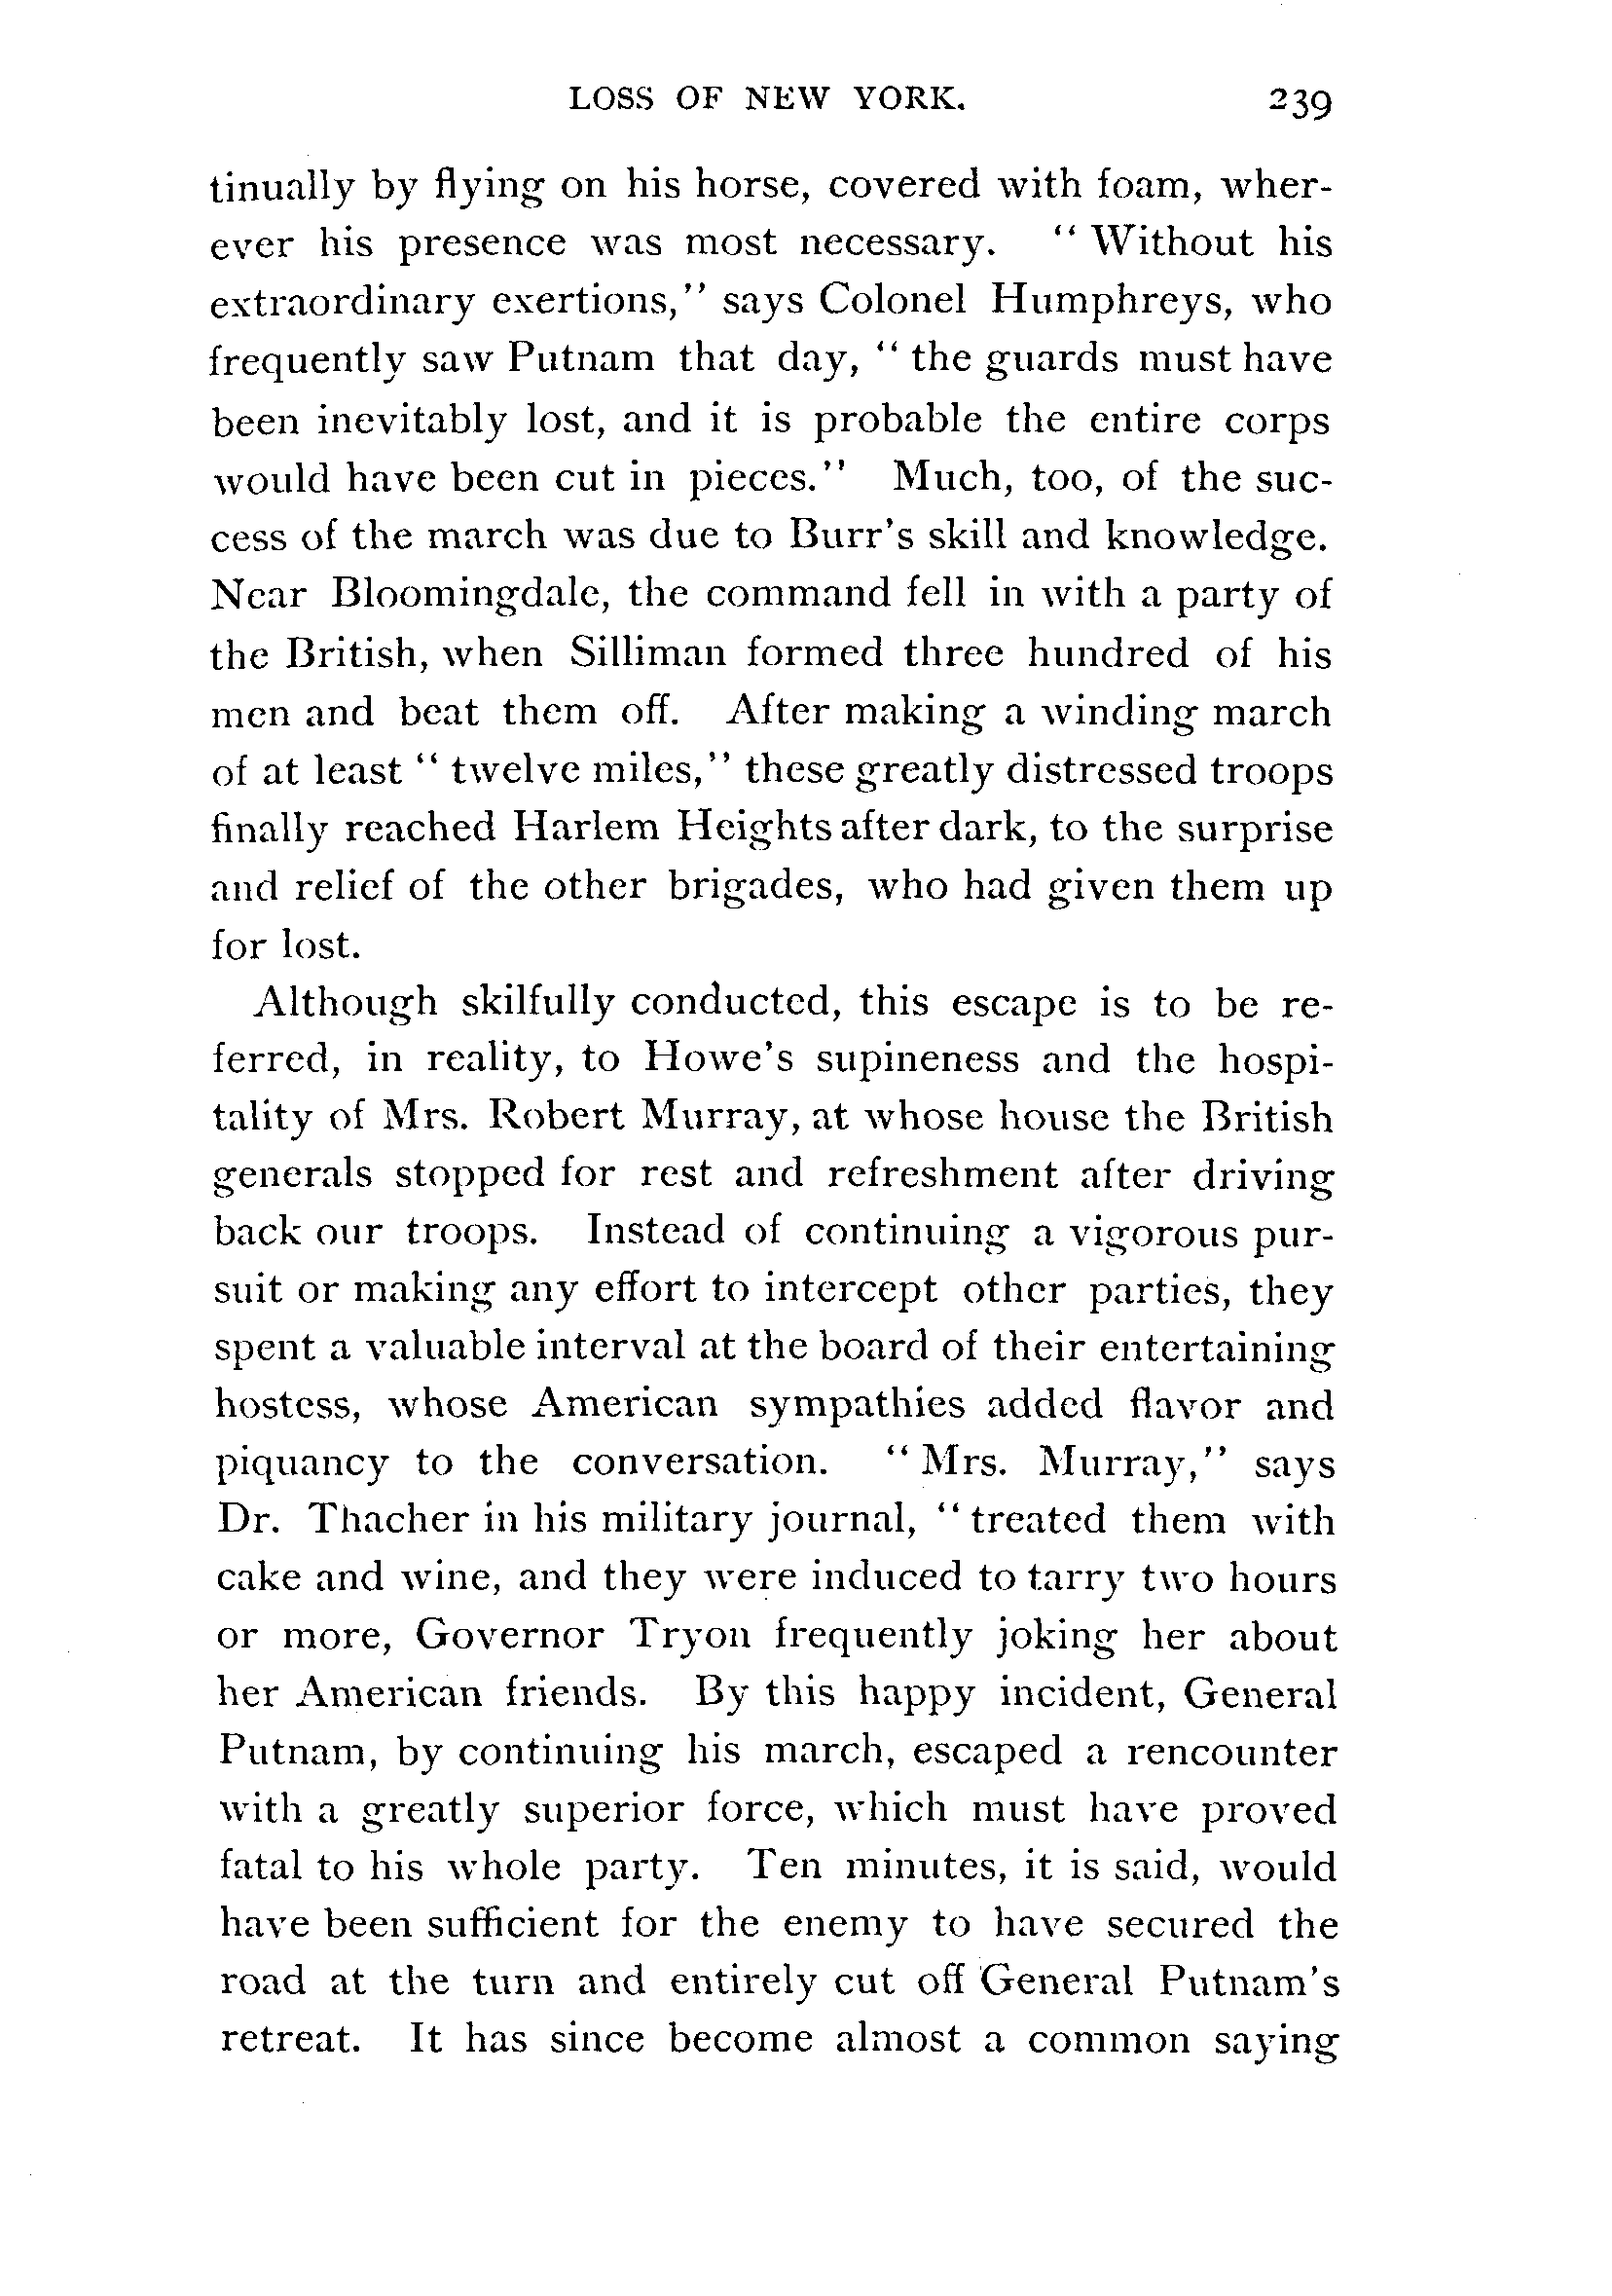 LOSS OF NEW YORK. 239
tinually by flying on his horse, covered with foam, wher-
ever his presence was most necessary. "Without his
extraordinary exertions," says Colonel Humphreys, who
frequently saw Putnam that day, "the guards must have
been inevitably lost, and it is probable the entire corps
would have been cut in pieces." Much, too, of the suc-
cess of the march was due to Burr's skill and knowledge.
Near Bloomingdale, the command fell in with a party of
the British, when Silliman formed three hundred of his
men and beat them off. After making a winding march
of at least "twelve miles," these greatly distressed troops
finally reached Harlem Heights after dark, to the surprise
and relief of the other brigades, who had given them up
for lost.
Although skilfully conducted, this escape is to be re-
ferred, in reality, to Howe's supineness and the hospi-
tality of Mrs. Robert Murray, at whose house the British
generals stopped for rest and refreshment after driving
back our troops. Instead of continuing a vigorous pur-
suit or making any effort to intercept other parties, they
spent a valuable interval at the board of their entertaining
hostess, whose American sympathies added flavor and
piquancy to the conversation. "Mrs. Murray," says
Dr. Thacher in his military journal, "treated them with
cake and wine, and they were induced to tarry two hours
or more, Governor Tryon frequently joking her about
her American friends. By this happy incident, General
Putnam, by continuing his march, escaped a rencounter
with a greatly superior force, which must have proved
fatal to his whole party. Ten minutes, it is said, would
have been sufficient for the enemy to have secured the
road at the turn and entirely cut off General Putnam's
retreat. It has since become almost a common saying